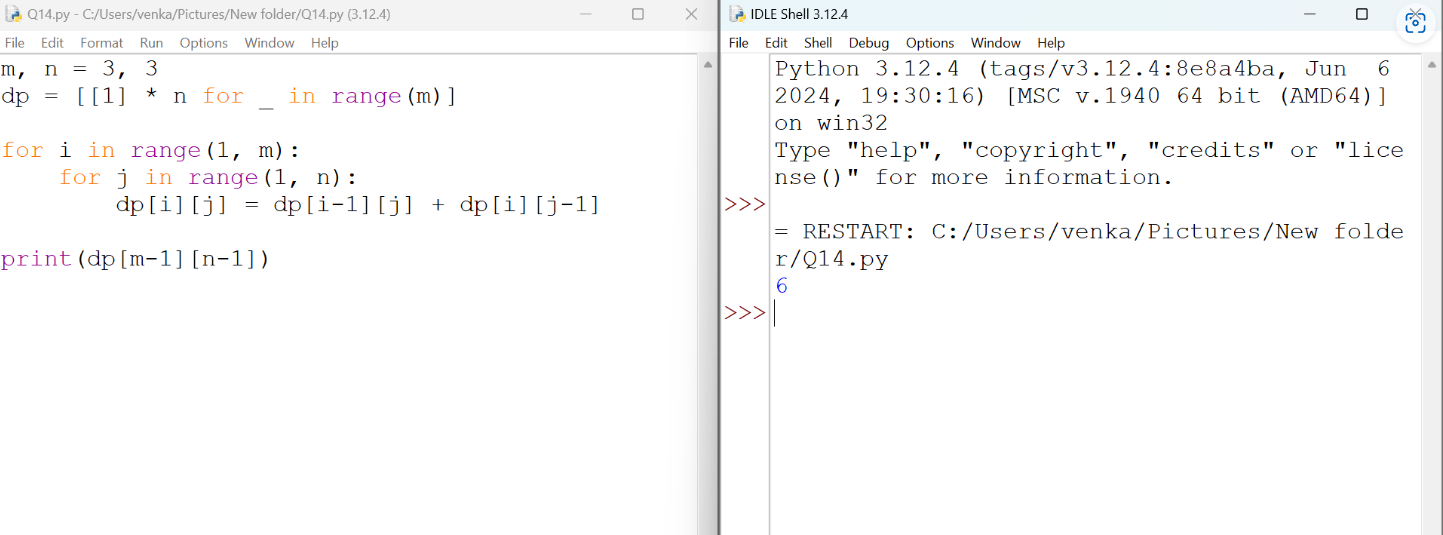 Q14.py - C:/Users/venka/Pictures/New folder/Q14.py (3.12.4)
File Edit Format Run Options Window Help
m, n = 3, 3
dp = [[1] * n for _ in range(m)]

for i in range(1, m):
    for j in range(1, n):
        dp[i][j] = dp[i-1][j] + dp[i][j-1]

print(dp[m-1][n-1])
IDLE Shell 3.12.4
File Edit Shell Debug Options Window Help
Python 3.12.4 (tags/v3.12.4:8e8a4ba, Jun  6
2024, 19:30:16) [MSC v.1940 64 bit (AMD64)]
on win32
Type "help", "copyright", "credits" or "lice
nse()" for more information.
>>>
= RESTART: C:/Users/venka/Pictures/New folde
r/Q14.py
6
>>>